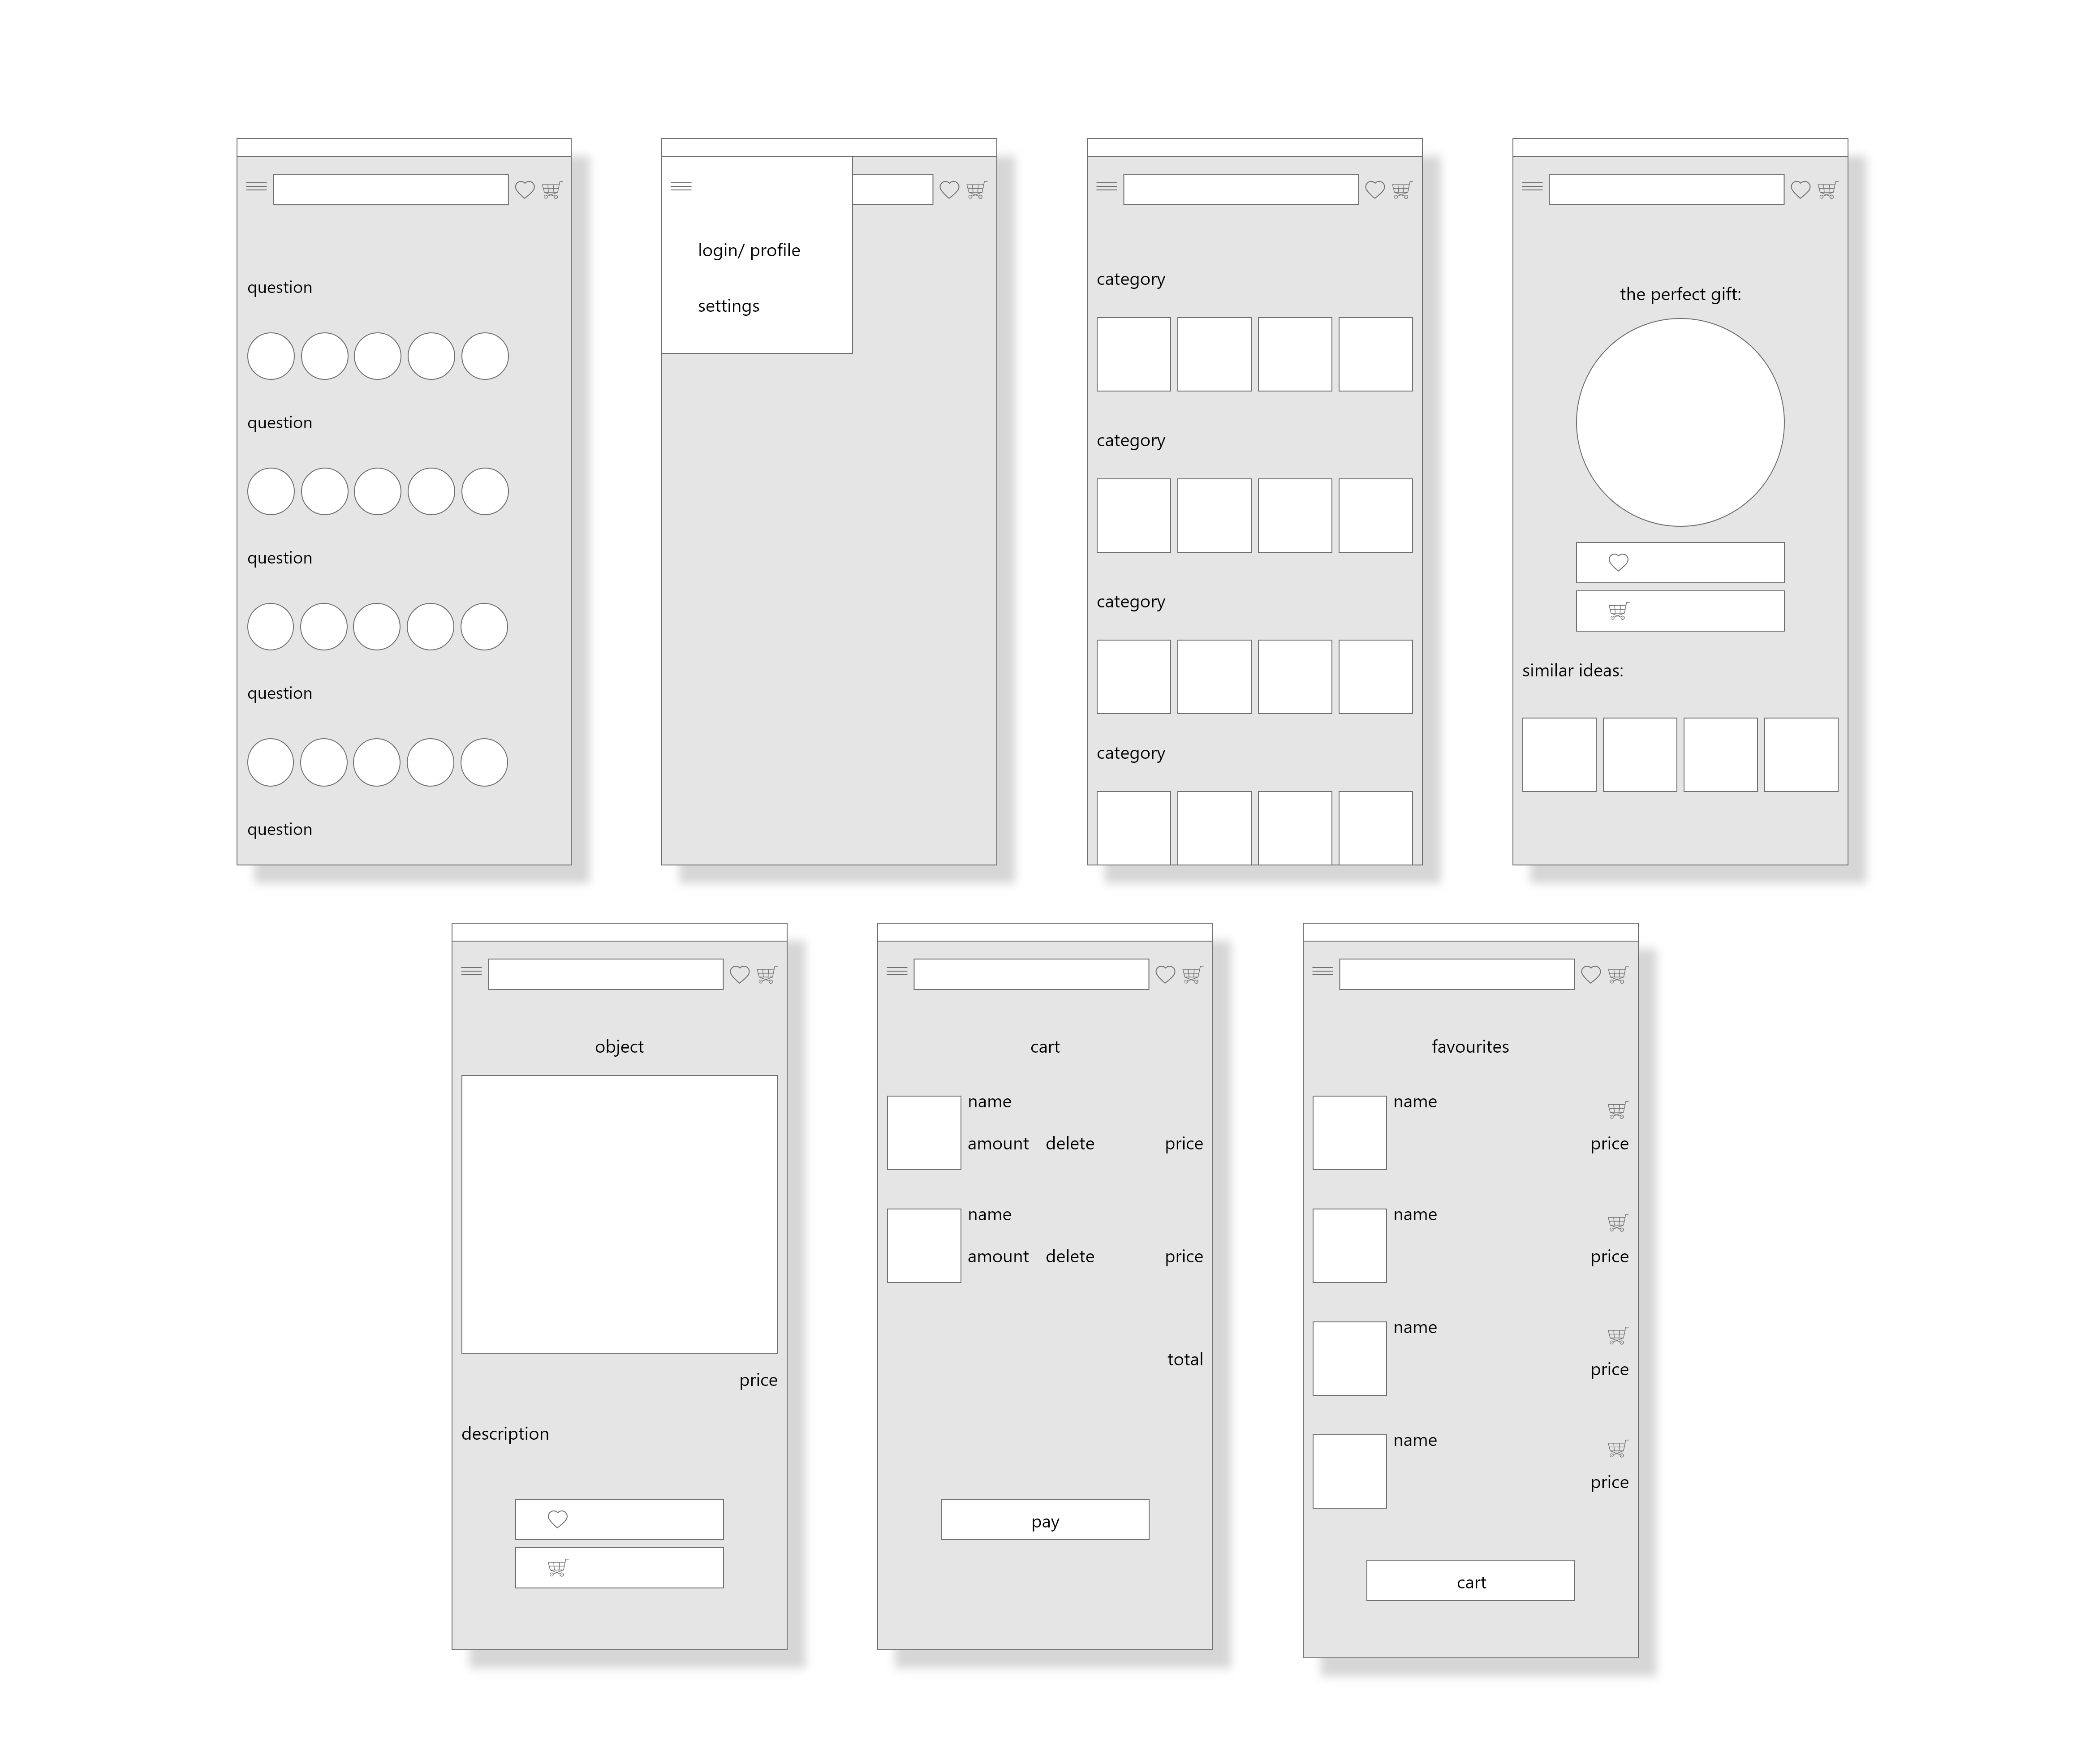 question
question
question
question
question
login/ profile
settings
category
category
category
category
the perfect gift:
similar ideas:
object
price
description
cart
name
amount delete price
name
amount delete price
total
pay
favourites
name
price
name
price
name
price
name
price
cart